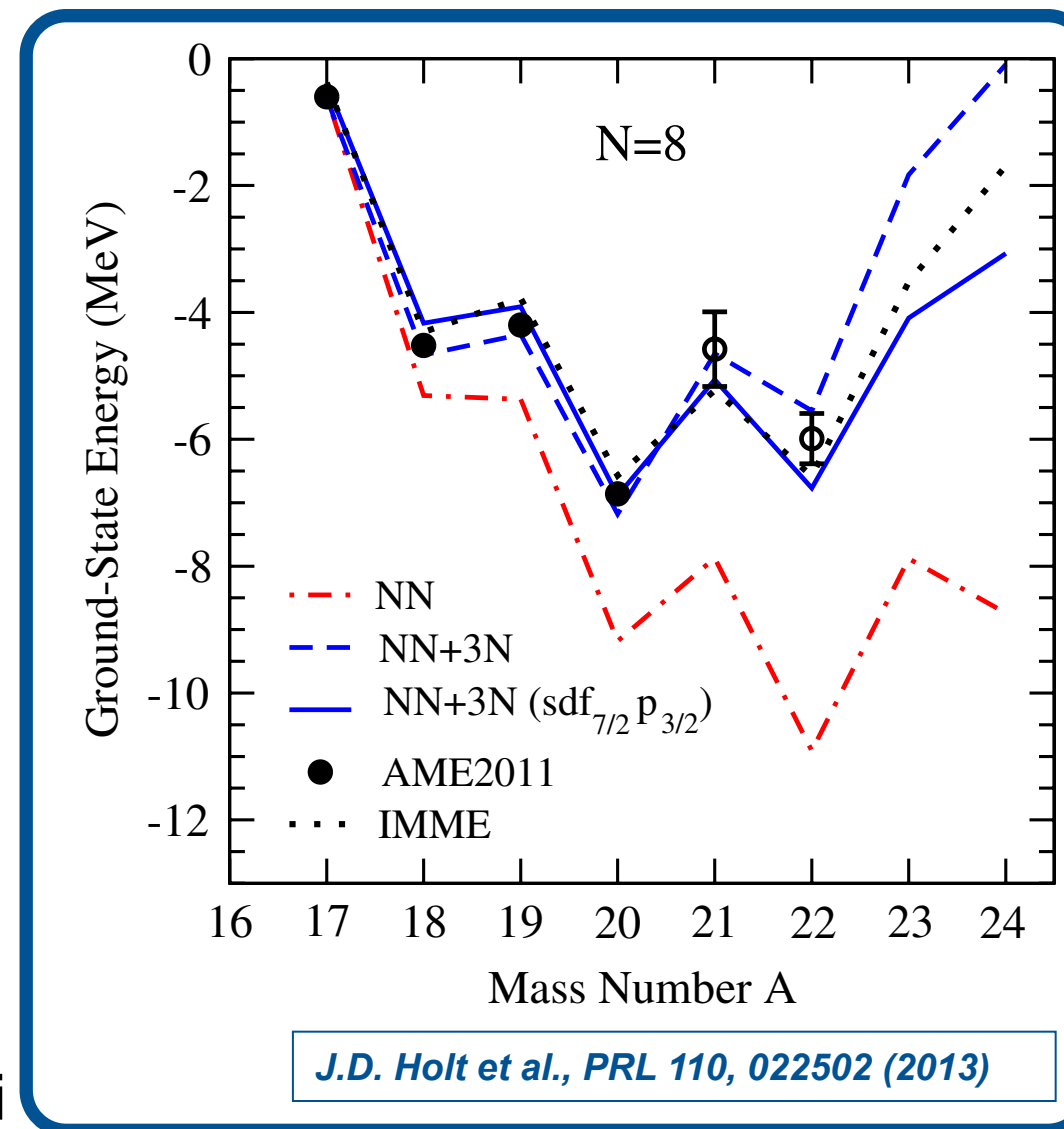 0
-2
-4
-6
-8
-10
-12
Ground-State Energy (MeV)
N=8
NN
NN+3N
NN+3N (sdf7/2 p3/2)
AME2011
IMME
16 17 18 19 20 21 22 23 24
Mass Number A
J.D. Holt et al., PRL 110, 022502 (2013)
i